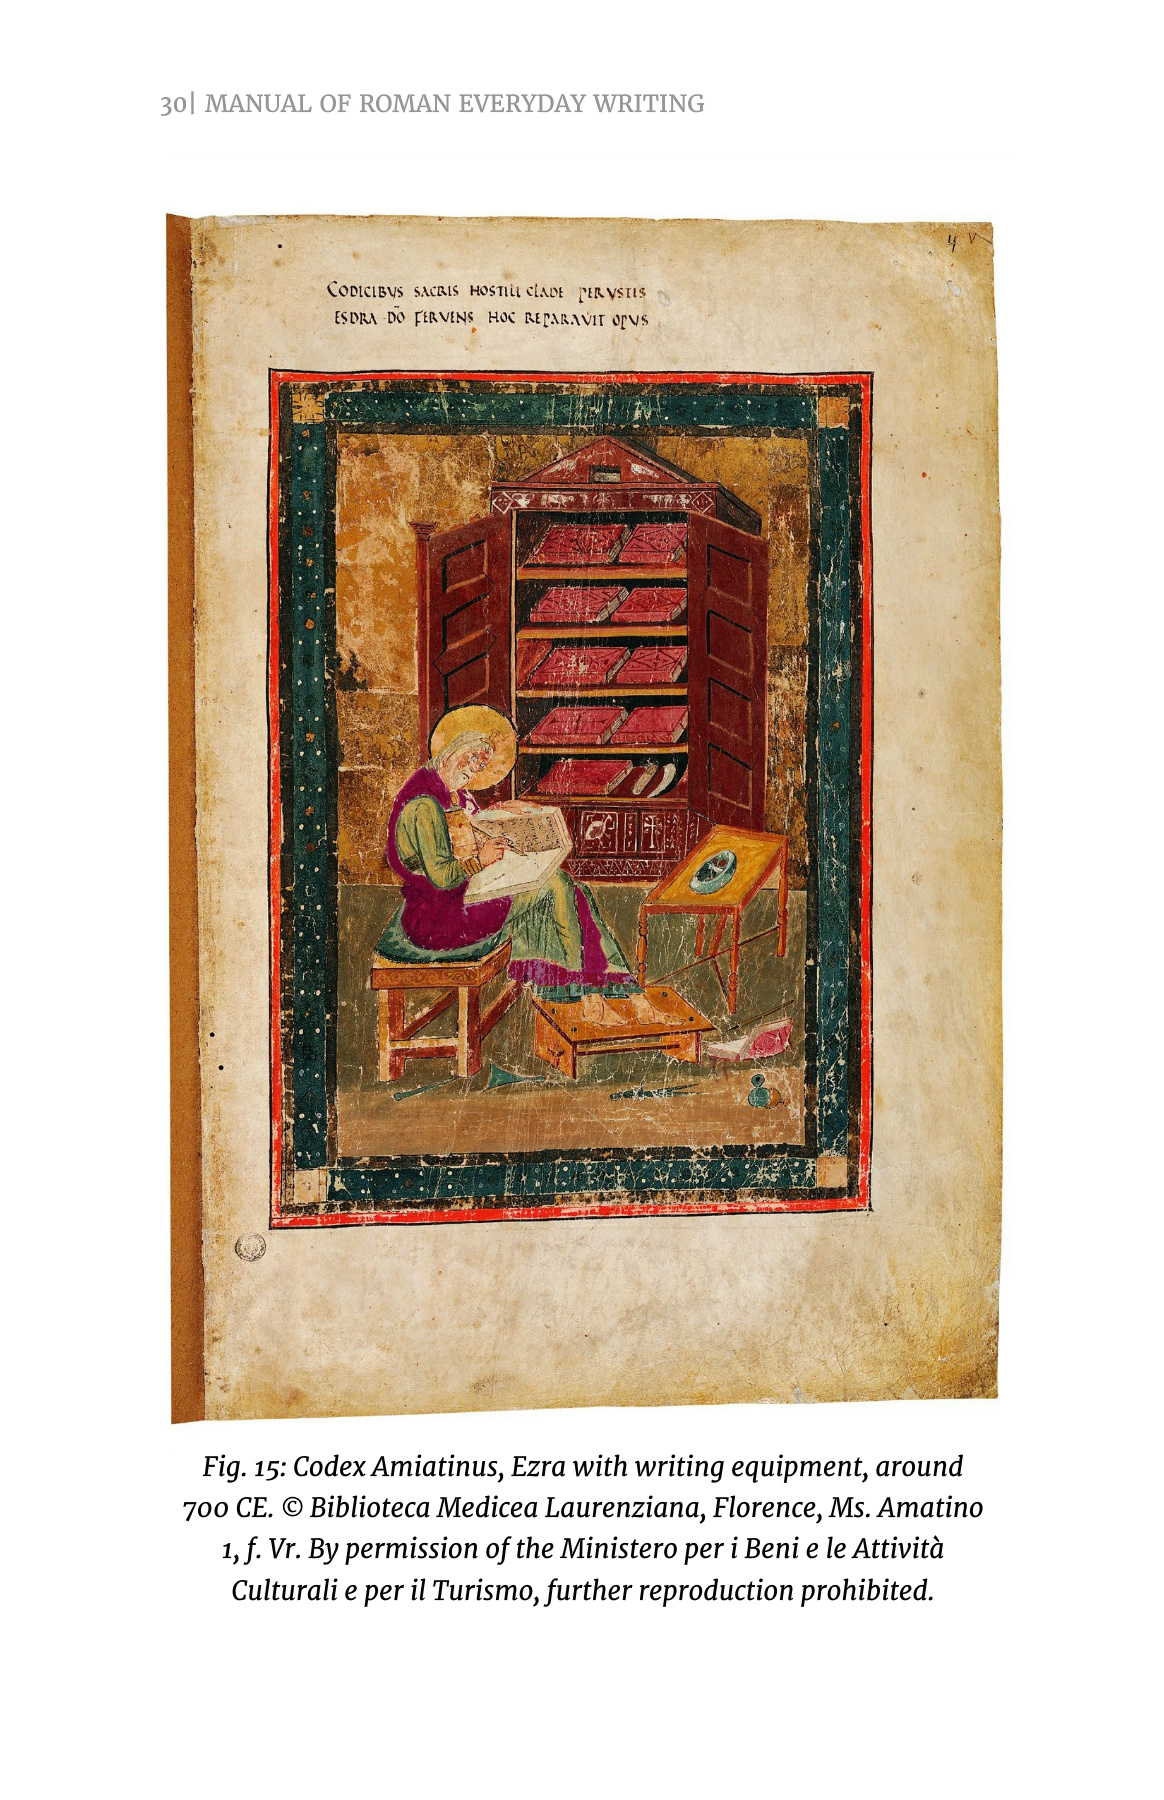 30| MANUAL OF ROMAN EVERYDAY WRITING
4 V
CODICIBUS SACRIS HOSTILI CLADE PERUSTIS
ESDRA DŌ FERVENS HOC REPARAVIT OPUS
Fig. 15: Codex Amiatinus, Ezra with writing equipment, around
700 CE. © Biblioteca Medicea Laurenziana, Florence, Ms. Amatino
1, f. Vr. By permission of the Ministero per i Beni e le Attività
Culturali e per il Turismo, further reproduction prohibited.